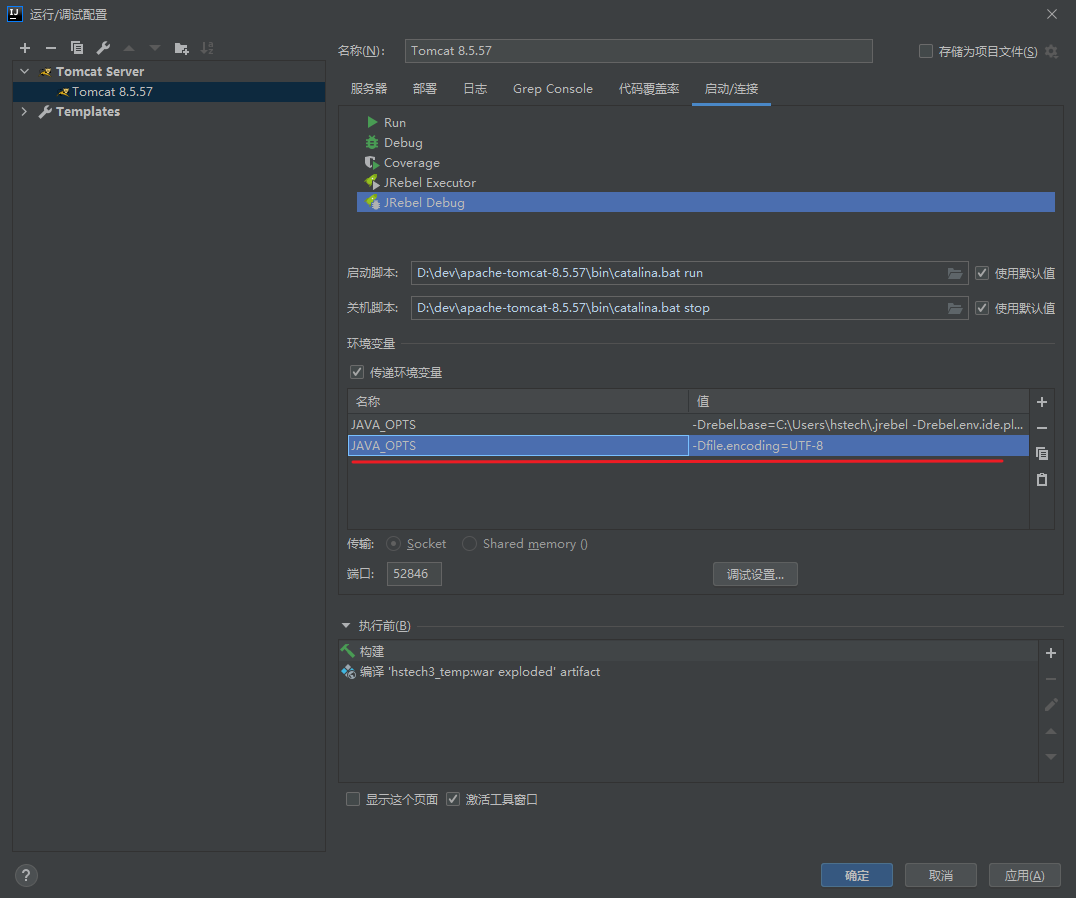 运行/调试配置
名称(N): Tomcat 8.5.57 存储为项目文件(S)
Tomcat Server
Tomcat 8.5.57
Templates
服务器 部署 日志 Grep Console 代码覆盖率 启动/连接
Run
Debug
Coverage
JRebel Executor
JRebel Debug
启动脚本: D:\dev\apache-tomcat-8.5.57\bin\catalina.bat run 使用默认值
关机脚本: D:\dev\apache-tomcat-8.5.57\bin\catalina.bat stop 使用默认值
环境变量
传递环境变量
名称 值
JAVA_OPTS -Drebel.base=C:\Users\hstech\.jrebel -Drebel.env.ide.pl...
JAVA_OPTS -Dfile.encoding=UTF-8
传输: Socket Shared memory ()
端口: 52846 调试设置...
执行前(B)
构建
编译 'hstech3_temp:war exploded' artifact
显示这个页面 激活工具窗口
? 确定 取消 应用(A)